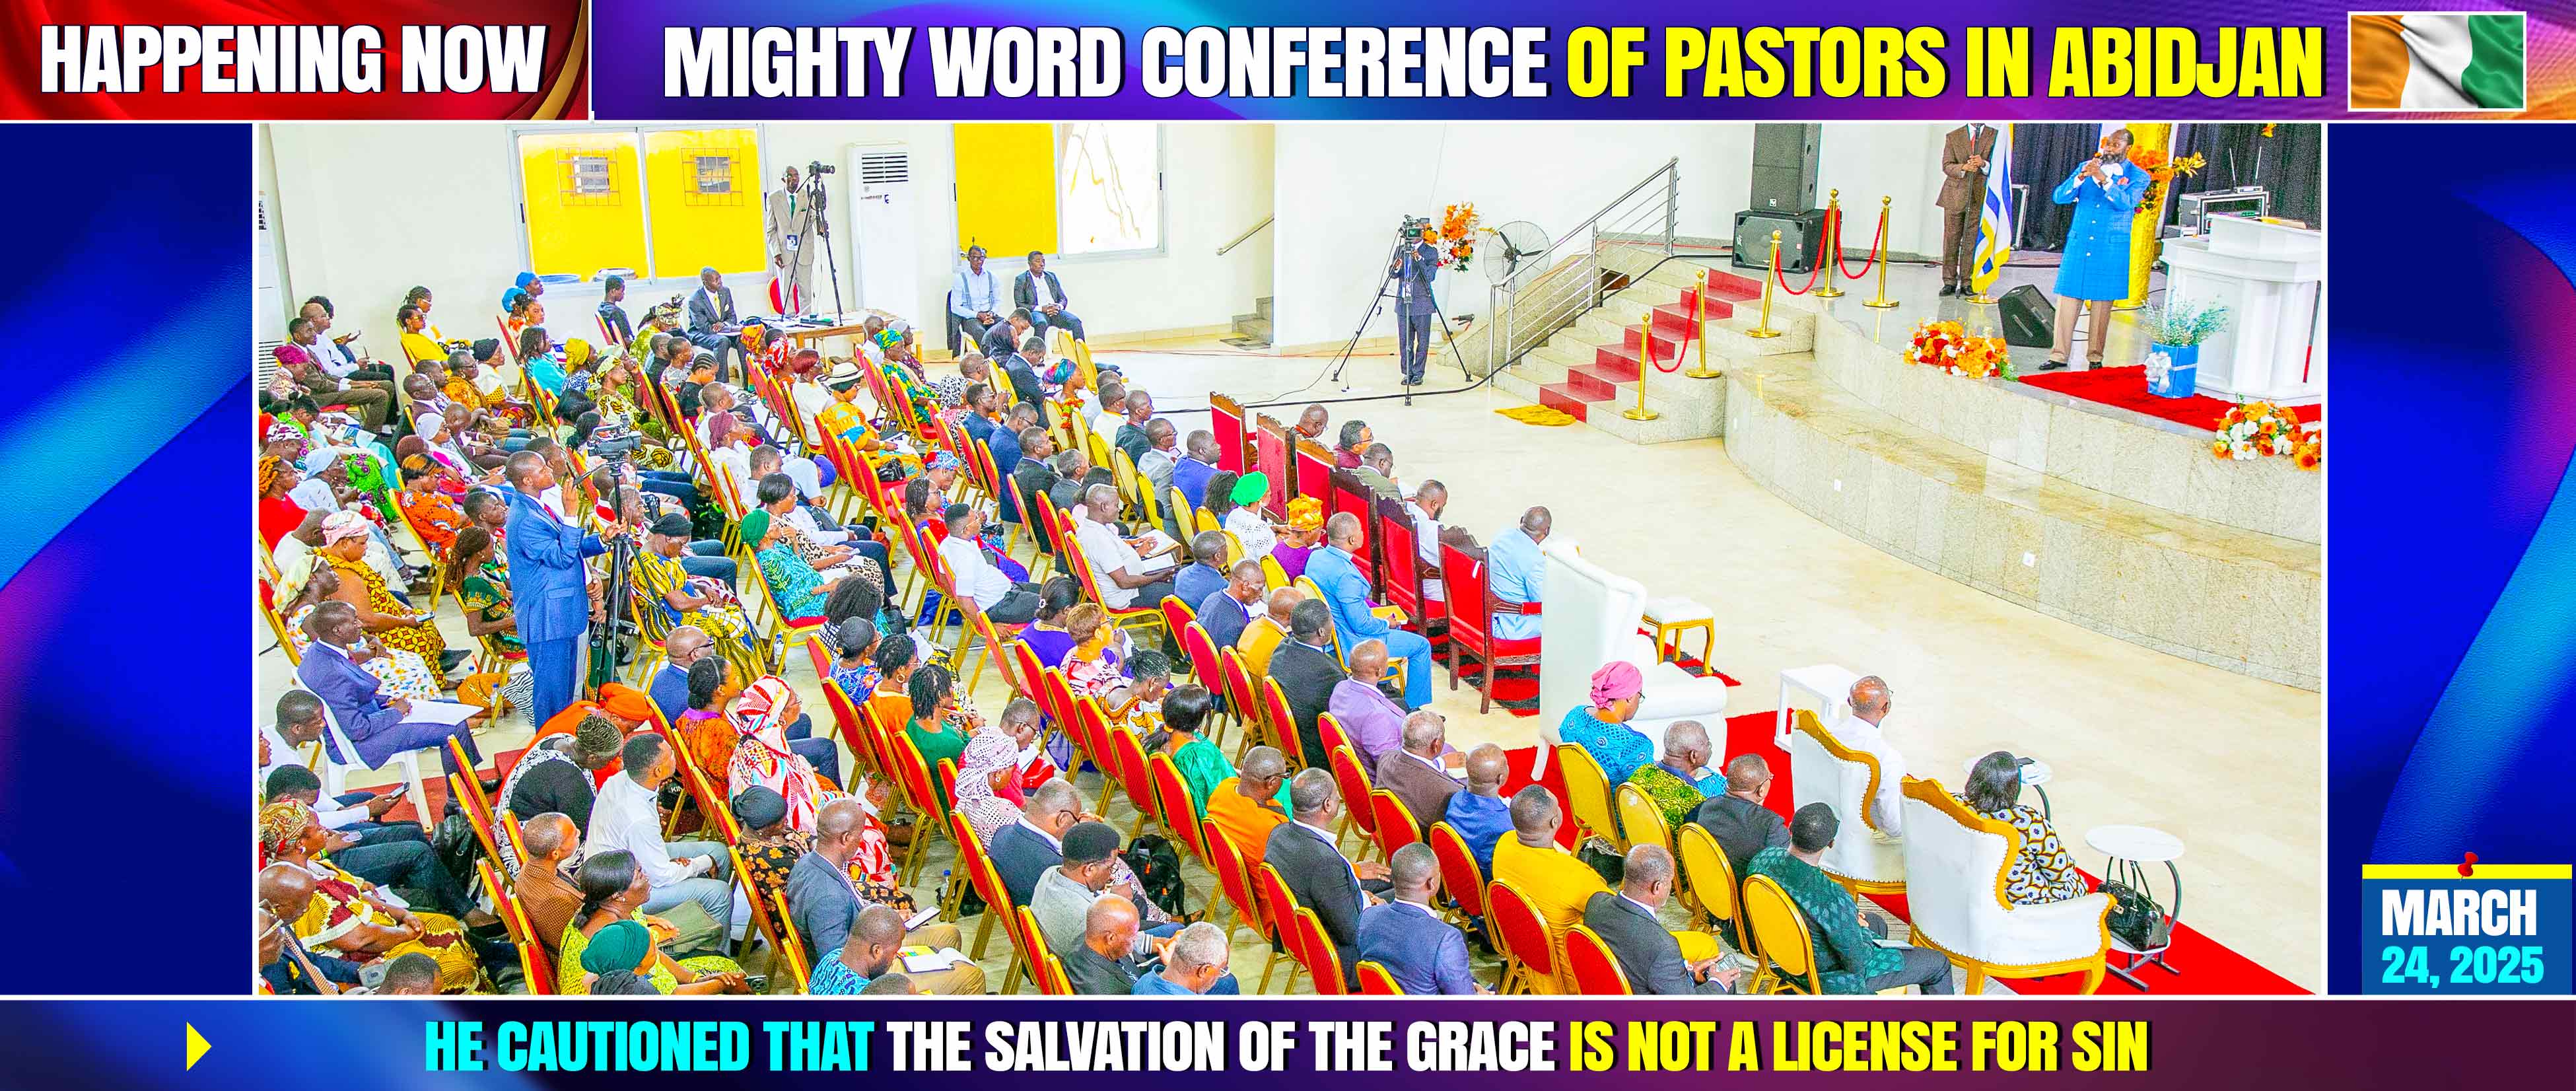 HAPPENING NOW
MIGHTY WORD CONFERENCE OF PASTORS IN ABIDJAN
MARCH
24, 2025
HE CAUTIONED THAT THE SALVATION OF THE GRACE IS NOT A LICENSE FOR SIN